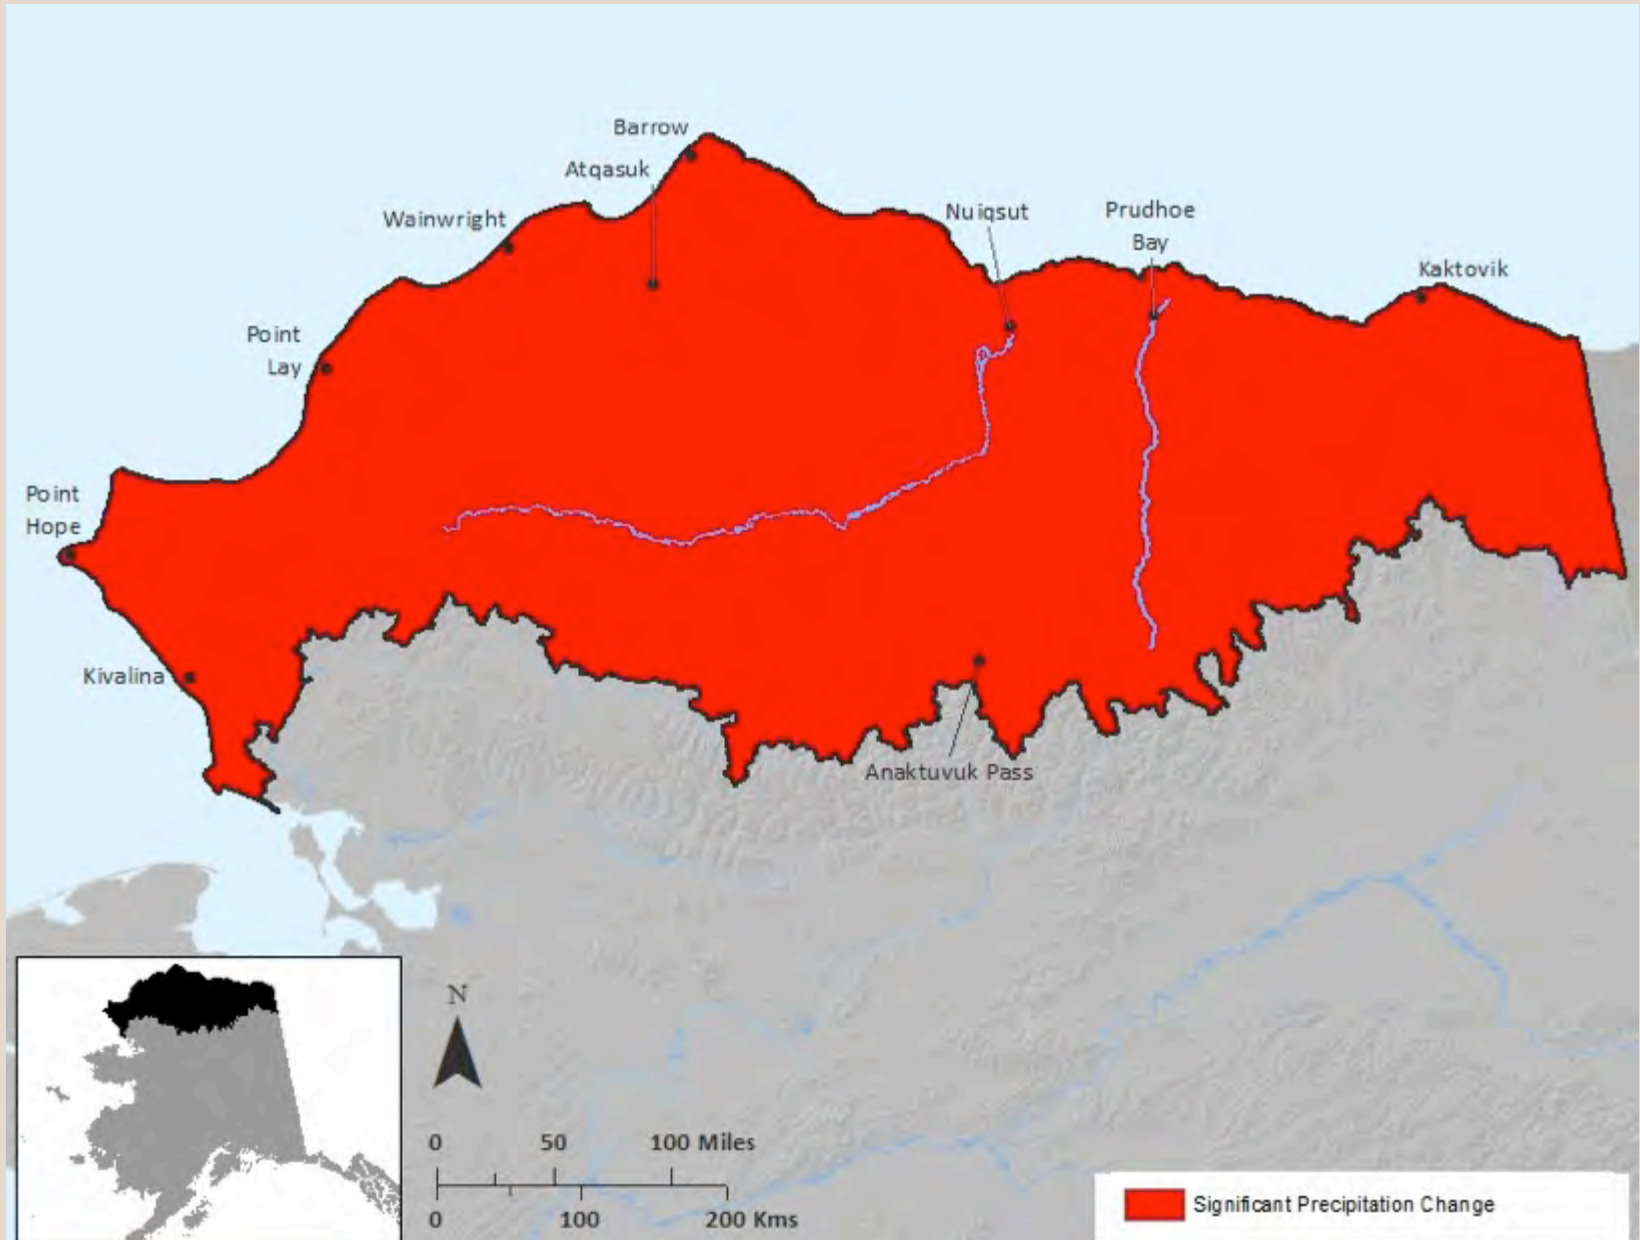 Barrow
Atqasuk
Wainwright
Nuiqsut
Prudhoe
Bay
Kaktovik
Point
Lay
Point
Hope
Kivalina
Anaktuvuk Pass
N
0 50 100 Miles
0 100 200 Kms
Significant Precipitation Change